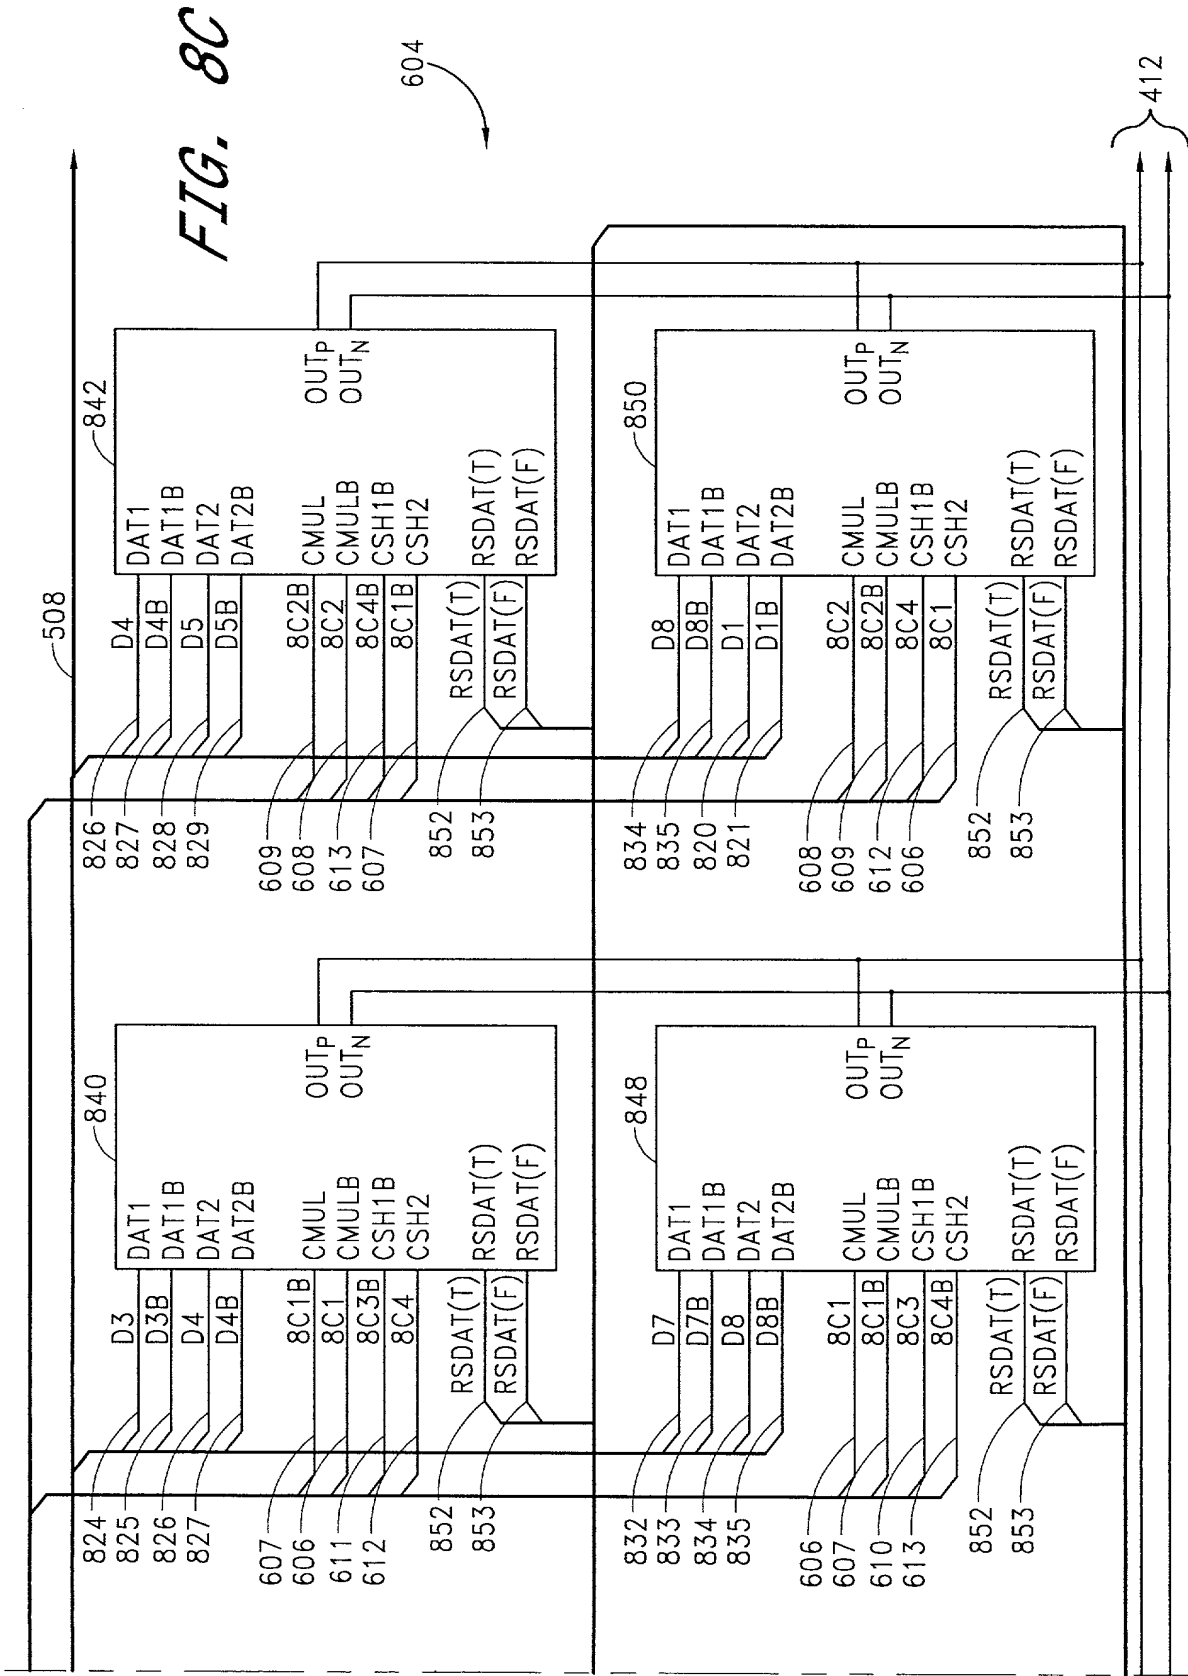 FIG. 8C
508
604
840
D3 DAT1
D3B DAT1B
D4 DAT2
D4B DAT2B
8C1B CMUL
8C1 CMULB
8C3B CSH1B
8C4 CSH2
RSDAT(T) RSDAT(T)
RSDAT(F) RSDAT(F)
OUTP
OUTN
824
825
826
827
607
606
611
612
852
853
842
D4 DAT1
D4B DAT1B
D5 DAT2
D5B DAT2B
8C2B CMUL
8C2 CMULB
8C4B CSH1B
8C1B CSH2
RSDAT(T) RSDAT(T)
RSDAT(F) RSDAT(F)
OUTP
OUTN
826
827
828
829
609
608
613
607
852
853
848
D7 DAT1
D7B DAT1B
D8 DAT2
D8B DAT2B
8C1 CMUL
8C1B CMULB
8C3 CSH1B
8C4B CSH2
RSDAT(T) RSDAT(T)
RSDAT(F) RSDAT(F)
OUTP
OUTN
832
833
834
835
606
607
610
613
852
853
850
D8 DAT1
D8B DAT1B
D1 DAT2
D1B DAT2B
8C2 CMUL
8C2B CMULB
8C4 CSH1B
8C1 CSH2
RSDAT(T) RSDAT(T)
RSDAT(F) RSDAT(F)
OUTP
OUTN
834
835
820
821
608
609
612
606
852
853
412